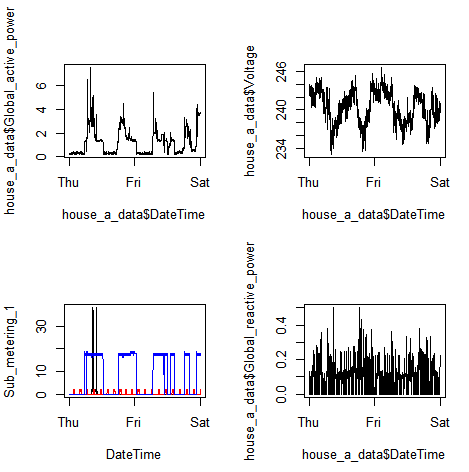 house_a_data$Global_active_power
0 2 4 6
Thu Fri Sat
house_a_data$DateTime
house_a_data$Voltage
234 240 246
Thu Fri Sat
house_a_data$DateTime
Sub_metering_1
0 10 30
Thu Fri Sat
DateTime
house_a_data$Global_reactive_power
0.0 0.2 0.4
Thu Fri Sat
house_a_data$DateTime